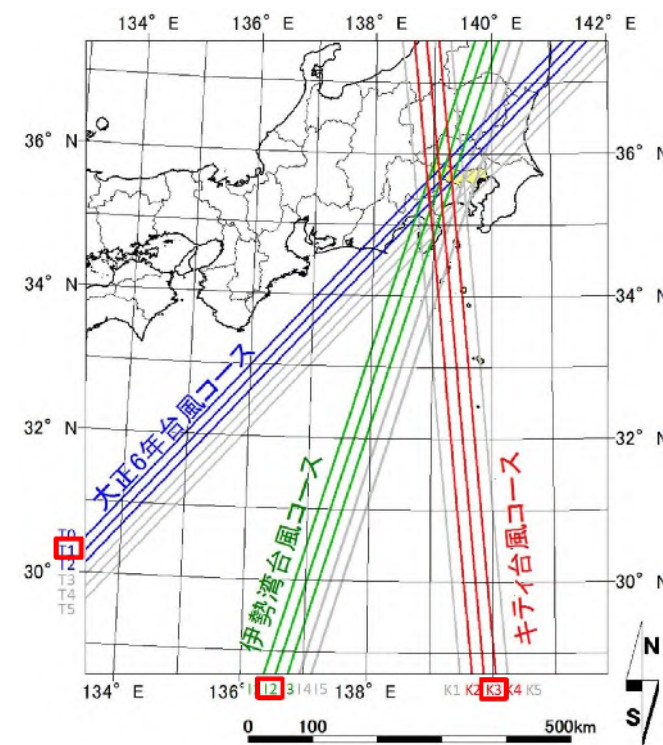 134° E 136° E 138° E 140° E 142° E
36° N 36° N
34° N 34° N
32° N 32° N
30° N 30° N
大正6年台風コース
伊勢湾台風コース
キティ台風コース
T0
T1
T2
T3
T4
T5
134° E 136° E I2 I3 I4 I5 138° E K1 K2 K3 K4 K5
N
S
0 100 500km